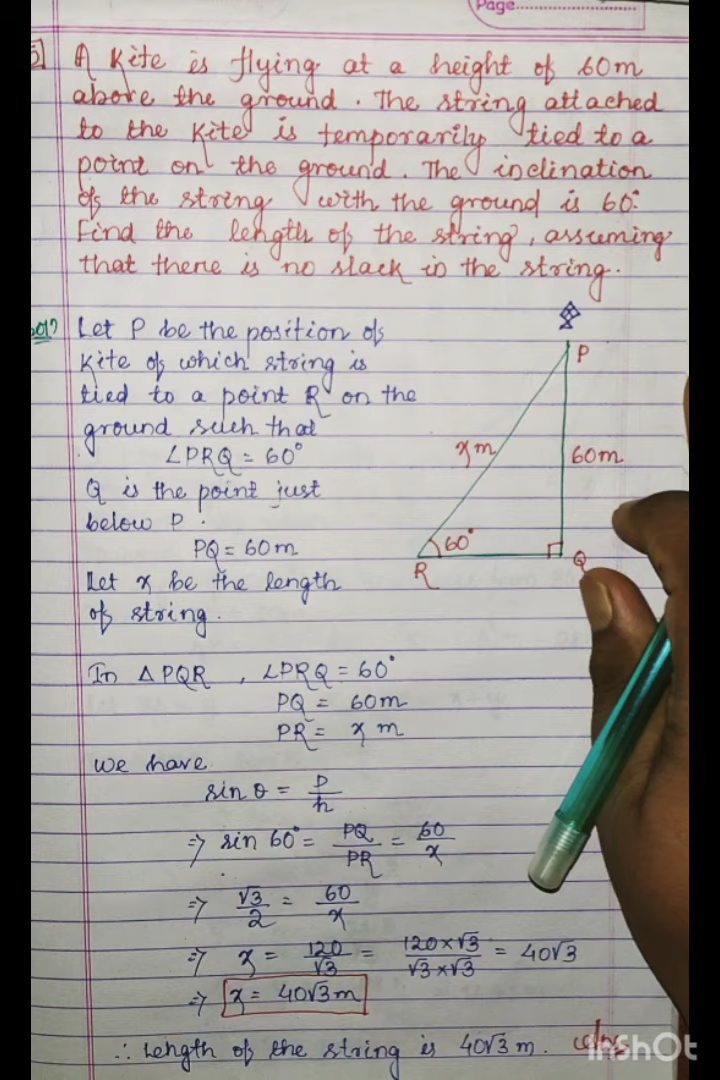 Page
5] A Kite is flying at a height of 60m
above the ground. The string attached
to the Kite is temporarily tied to a
point on the ground. The inclination
of the string with the ground is 60°.
Find the length of the string, assuming
that there is no slack in the string.
Solⁿ Let P be the position of
Kite of which string is
tied to a point R on the
ground such that
∠PRQ = 60°
Q is the point just
below P.
PQ = 60m
Let x be the length
of string.
P
x m
60m
60°
R
Q
In △PQR, ∠PRQ = 60°
PQ = 60m
PR = x m
we have
sin θ = p/h
⇒ sin 60° = PQ/PR = 60/x
⇒ √3/2 = 60/x
⇒ x = 120/√3 = 120×√3/√3×√3 = 40√3
⇒ x = 40√3 m
∴ Length of the string is 40√3 m.
InShOt